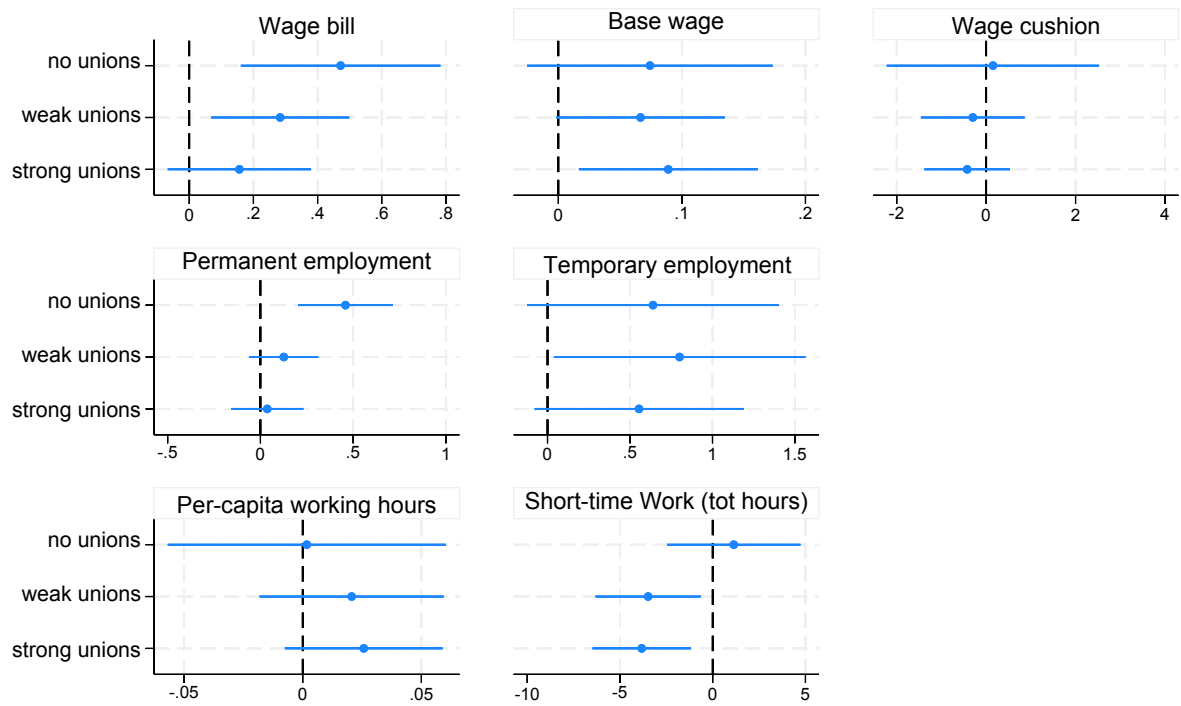 Wage bill
Base wage
Wage cushion
no unions
weak unions
strong unions
0 .2 .4 .6 .8
0 .1 .2
-2 0 2 4
Permanent employment
Temporary employment
no unions
weak unions
strong unions
-.5 0 .5 1
0 .5 1 1.5
Per-capita working hours
Short-time Work (tot hours)
no unions
weak unions
strong unions
-.05 0 .05
-10 -5 0 5